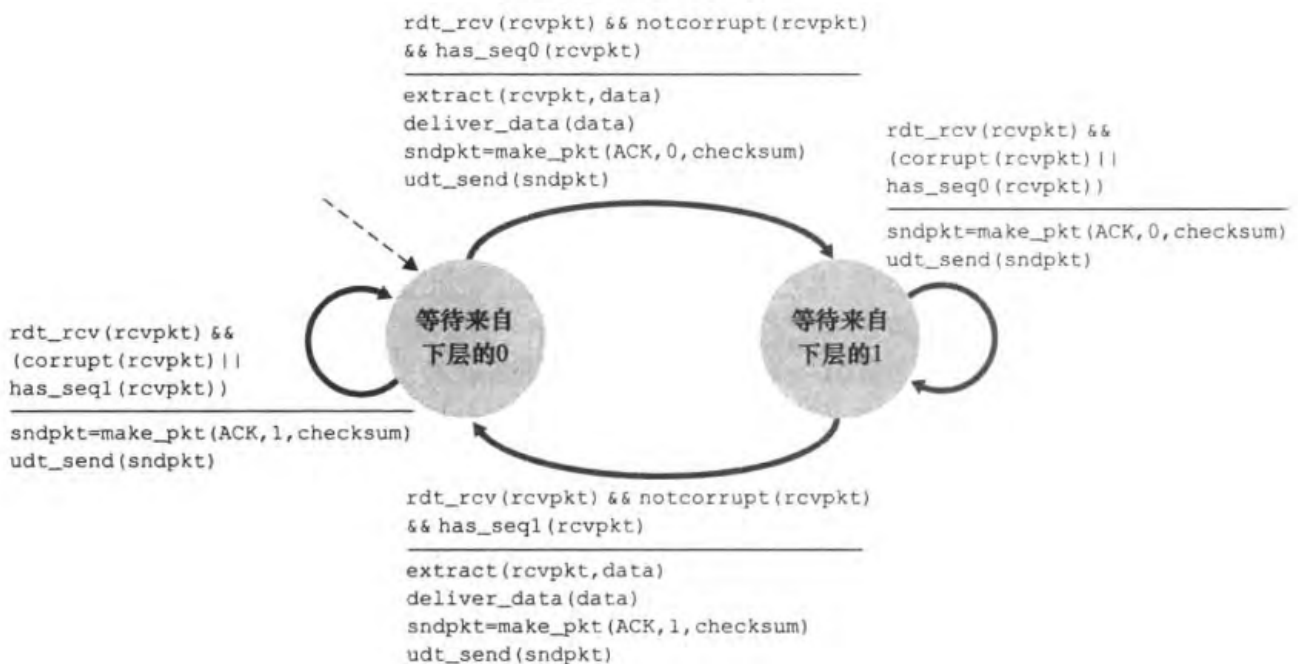 rdt_rcv(rcvpkt) && notcorrupt(rcvpkt)
&& has_seq0(rcvpkt)
extract(rcvpkt,data)
deliver_data(data)
sndpkt=make_pkt(ACK,0,checksum)
udt_send(sndpkt)
rdt_rcv(rcvpkt) &&
(corrupt(rcvpkt)||
has_seq0(rcvpkt))
sndpkt=make_pkt(ACK,0,checksum)
udt_send(sndpkt)
等待来自
下层的0
等待来自
下层的1
rdt_rcv(rcvpkt) &&
(corrupt(rcvpkt)||
has_seq1(rcvpkt))
sndpkt=make_pkt(ACK,1,checksum)
udt_send(sndpkt)
rdt_rcv(rcvpkt) && notcorrupt(rcvpkt)
&& has_seq1(rcvpkt)
extract(rcvpkt,data)
deliver_data(data)
sndpkt=make_pkt(ACK,1,checksum)
udt_send(sndpkt)